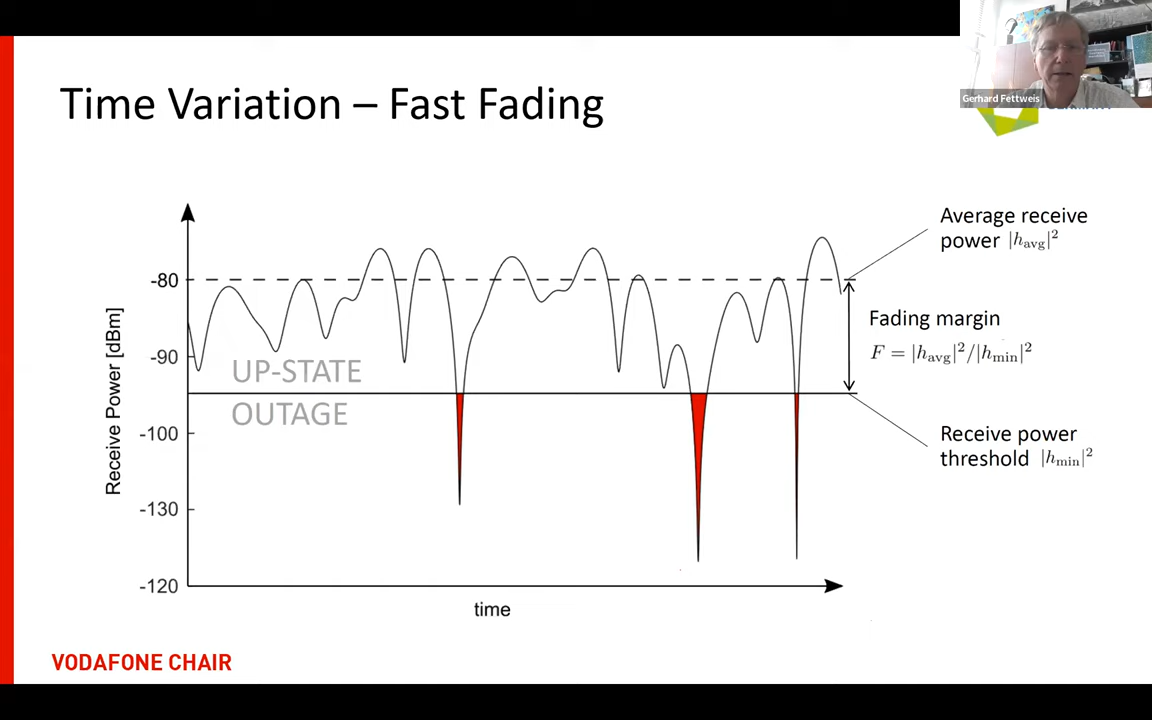 Gerhard Fettweis
Time Variation – Fast Fading
Average receive
power |h_avg|^2
-80
Fading margin
F = |h_avg|^2/|h_min|^2
-90
UP-STATE
OUTAGE
-100
Receive power
threshold |h_min|^2
-130
-120
Receive Power [dBm]
time
VODAFONE CHAIR